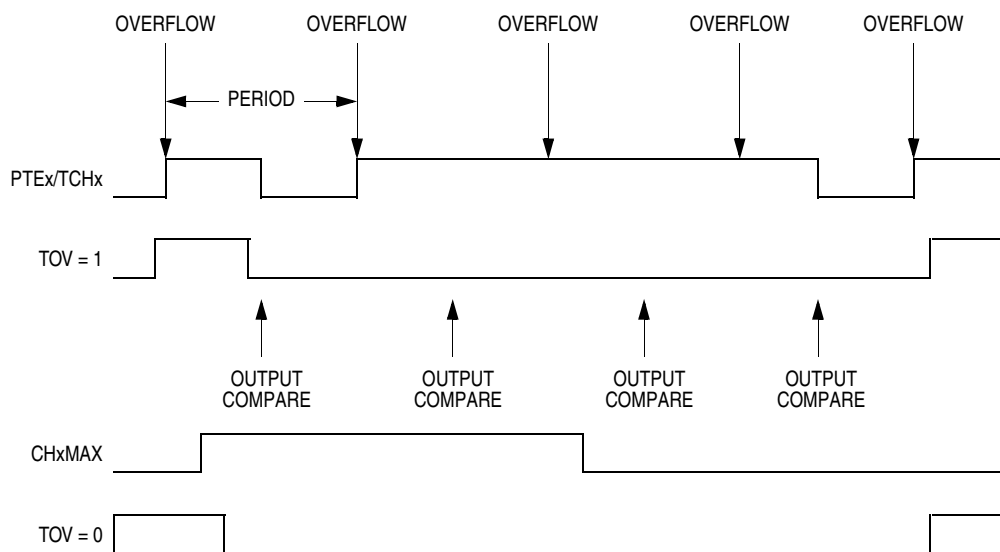 OVERFLOW OVERFLOW OVERFLOW OVERFLOW OVERFLOW
PERIOD
PTEx/TCHx
TOV = 1
OUTPUT COMPARE
OUTPUT COMPARE
OUTPUT COMPARE
OUTPUT COMPARE
CHxMAX
TOV = 0